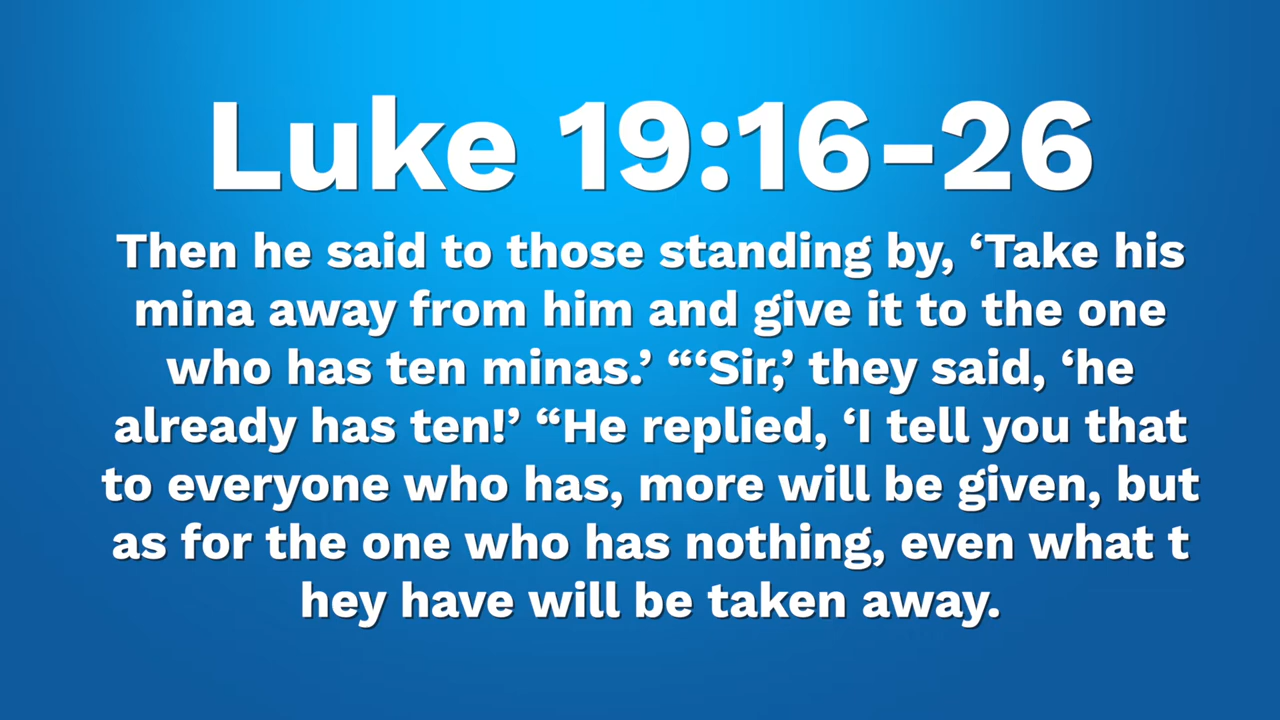 Luke 19:16-26
Then he said to those standing by, ‘Take his
mina away from him and give it to the one
who has ten minas.’ “‘Sir,’ they said, ‘he
already has ten!’ “He replied, ‘I tell you that
to everyone who has, more will be given, but
as for the one who has nothing, even what t
hey have will be taken away.